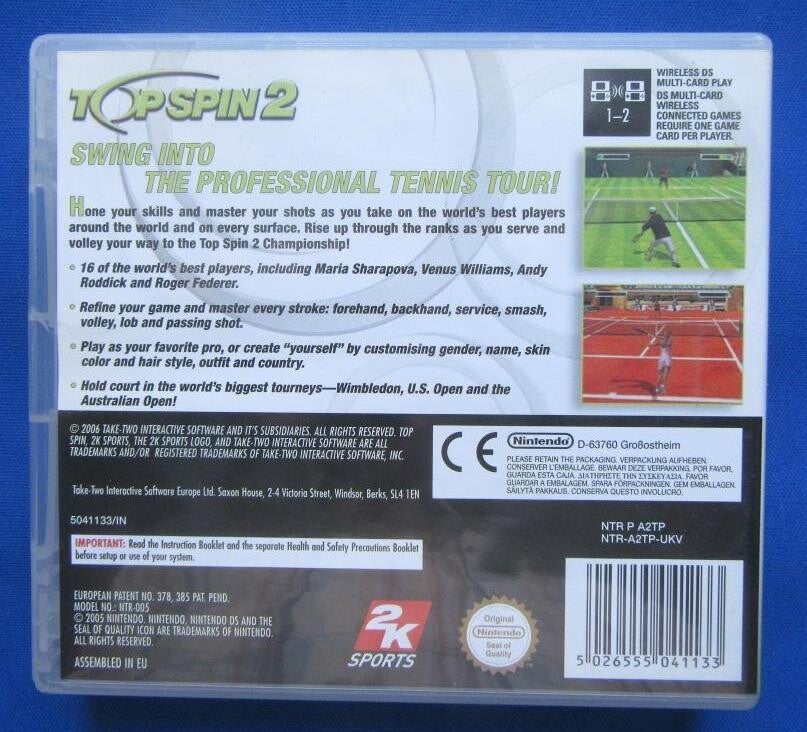 TOPSPIN 2
SWING INTO
THE PROFESSIONAL TENNIS TOUR!
Hone your skills and master your shots as you take on the world's best players
around the world and on every surface. Rise up through the ranks as you serve and
volley your way to the Top Spin 2 Championship!
° 16 of the world's best players, including Maria Sharapova, Venus Williams, Andy
Roddick and Roger Federer.
° Refine your game and master every stroke: forehand, backhand, service, smash,
volley, lob and passing shot.
° Play as your favorite pro, or create “yourself” by customising gender, name, skin
color and hair style, outfit and country.
° Hold court in the world's biggest tourneys—Wimbledon, U.S. Open and the
Australian Open!
1–2
WIRELESS DS
MULTI-CARD PLAY
DS MULTI-CARD
WIRELESS
CONNECTED GAMES
REQUIRE ONE GAME
CARD PER PLAYER.
© 2006 TAKE-TWO INTERACTIVE SOFTWARE AND IT'S SUBSIDIARIES. ALL RIGHTS RESERVED. TOP
SPIN, 2K SPORTS, THE 2K SPORTS LOGO, AND TAKE-TWO INTERACTIVE SOFTWARE ARE ALL
TRADEMARKS AND/OR REGISTERED TRADEMARKS OF TAKE-TWO INTERACTIVE SOFTWARE, INC.
Take-Two Interactive Software Europe Ltd. Saxon House, 2-4 Victoria Street, Windsor, Berks, SL4 1EN
5041133/IN
IMPORTANT: Read the Instruction Booklet and the separate Health and Safety Precautions Booklet
before setup or use of your system.
EUROPEAN PATENT NO. 378, 385 PAT. PEND.
MODEL NO.: NTR-005
© 2005 NINTENDO. NINTENDO, NINTENDO DS AND THE
SEAL OF QUALITY ICON ARE TRADEMARKS OF NINTENDO.
ALL RIGHTS RESERVED.
ASSEMBLED IN EU
2K
SPORTS
CE
Nintendo D-63760 Großostheim
PLEASE RETAIN THE PACKAGING. VERPACKUNG AUFHEBEN.
CONSERVER L'EMBALLAGE. BEWAAR DEZE VERPAKKING. POR FAVOR,
GUARDA ESTA CAJA. ΔΙΑΤΗΡΗΣΤΕ ΤΗΝ ΣΥΣΚΕΥΑΣΙΑ. FAVOR
GUARDAR A EMBALAGEM. SPARA FÖRPACKNINGEN. GEM EMBALLAGEN.
SÄILYTÄ PAKKAUS. CONSERVA QUESTO INVOLUCRO.
NTR P A2TP
NTR-A2TP-UKV
Original
Nintendo
Seal of
Quality
5 026555 041133